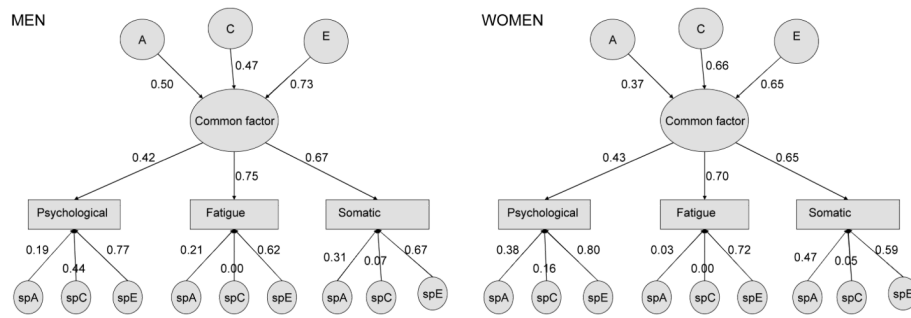 MEN
A
C
E
0.50
0.47
0.73
Common factor
0.42
0.75
0.67
Psychological
Fatigue
Somatic
0.19
0.44
0.77
0.21
0.00
0.62
0.31
0.07
0.67
spA
spC
spE
spA
spC
spE
spA
spC
spE
WOMEN
A
C
E
0.37
0.66
0.65
Common factor
0.43
0.70
0.65
Psychological
Fatigue
Somatic
0.38
0.16
0.80
0.03
0.00
0.72
0.47
0.05
0.59
spA
spC
spE
spA
spC
spE
spA
spC
spE